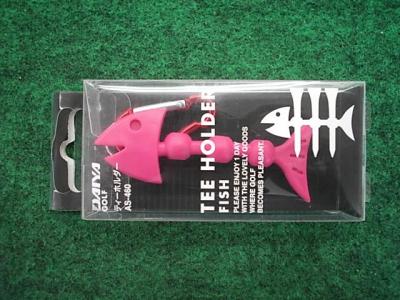 DAIYA
GOLF
ティーホルダー
AS-460
TEE HOLDER
FISH
PLEASE ENJOY 1 DAY
WITH THE LOVELY GOODS
WHERE GOLF
BECOMES PLEASANT.